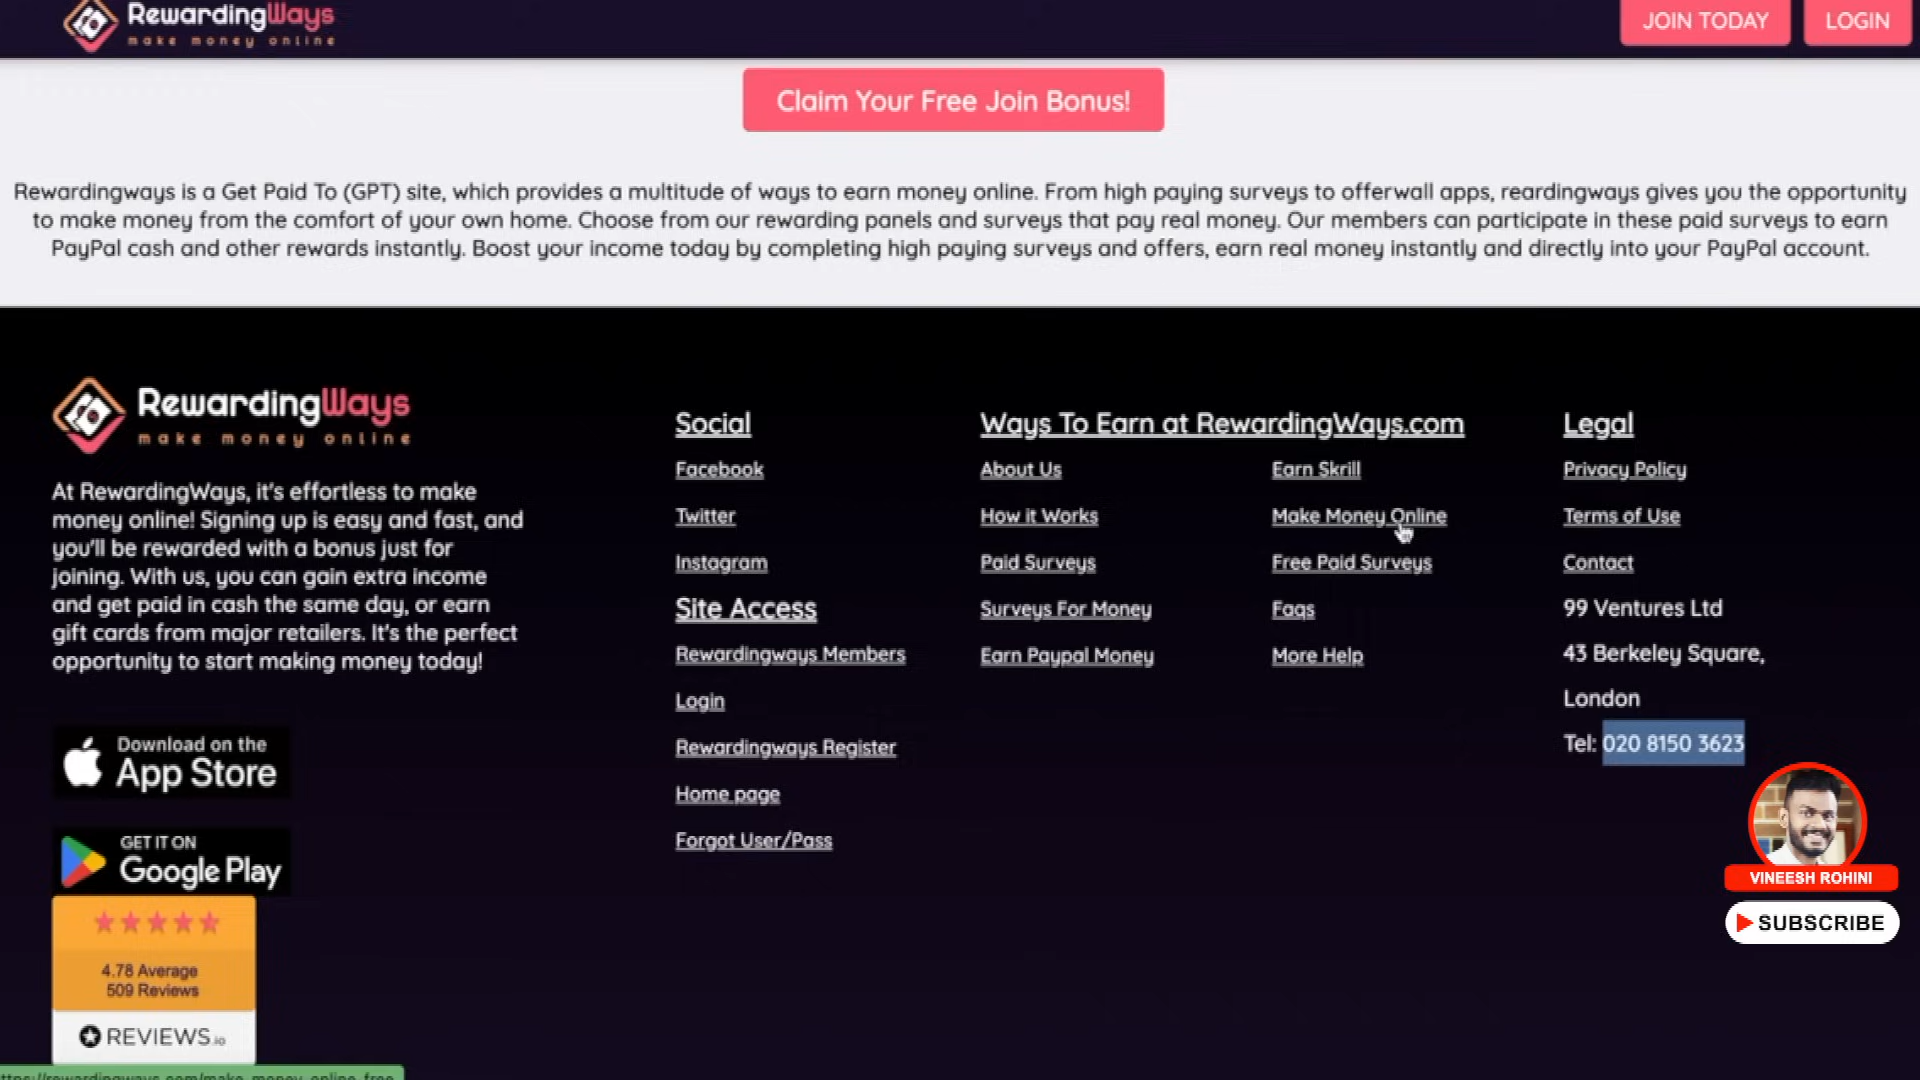 RewardingWays
make money online
JOIN TODAY
LOGIN
Claim Your Free Join Bonus!
Rewardingways is a Get Paid To (GPT) site, which provides a multitude of ways to earn money online. From high paying surveys to offerwall apps, reardingways gives you the opportunity
to make money from the comfort of your own home. Choose from our rewarding panels and surveys that pay real money. Our members can participate in these paid surveys to earn
PayPal cash and other rewards instantly. Boost your income today by completing high paying surveys and offers, earn real money instantly and directly into your PayPal account.
RewardingWays
make money online
At RewardingWays, it's effortless to make
money online! Signing up is easy and fast, and
you'll be rewarded with a bonus just for
joining. With us, you can gain extra income
and get paid in cash the same day, or earn
gift cards from major retailers. It's the perfect
opportunity to start making money today!
Download on the
App Store
GET IT ON
Google Play
4.78 Average
509 Reviews
REVIEWS.io
Social
Facebook
Twitter
Instagram
Site Access
Rewardingways Members
Login
Rewardingways Register
Home page
Forgot User/Pass
Ways To Earn at RewardingWays.com
About Us
How it Works
Paid Surveys
Surveys For Money
Earn Paypal Money
Earn Skrill
Make Money Online
Free Paid Surveys
Faqs
More Help
Legal
Privacy Policy
Terms of Use
Contact
99 Ventures Ltd
43 Berkeley Square,
London
Tel: 020 8150 3623
VINEESH ROHINI
SUBSCRIBE